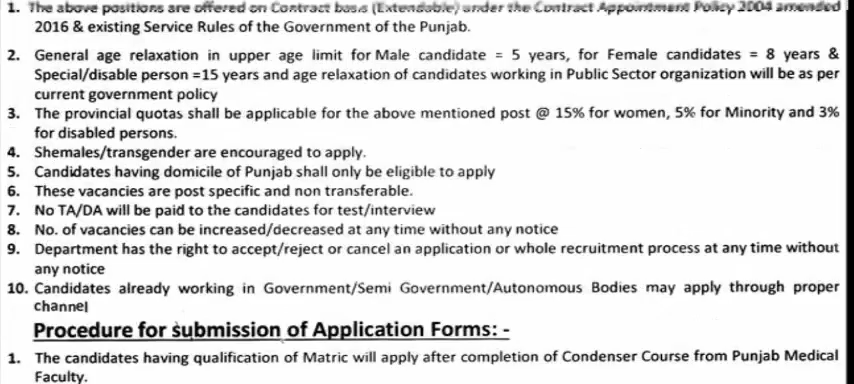 1. The above positions are offered on Contract basis (Extendable) under the Contract Appointment Policy 2004 amended
2016 & existing Service Rules of the Government of the Punjab.
2. General age relaxation in upper age limit for Male candidate = 5 years, for Female candidates = 8 years &
Special/disable person =15 years and age relaxation of candidates working in Public Sector organization will be as per
current government policy
3. The provincial quotas shall be applicable for the above mentioned post @ 15% for women, 5% for Minority and 3%
for disabled persons.
4. Shemales/transgender are encouraged to apply.
5. Candidates having domicile of Punjab shall only be eligible to apply
6. These vacancies are post specific and non transferable.
7. No TA/DA will be paid to the candidates for test/interview
8. No. of vacancies can be increased/decreased at any time without any notice
9. Department has the right to accept/reject or cancel an application or whole recruitment process at any time without
any notice
10. Candidates already working in Government/Semi Government/Autonomous Bodies may apply through proper
channel
Procedure for submission of Application Forms: -
1. The candidates having qualification of Matric will apply after completion of Condenser Course from Punjab Medical
Faculty.